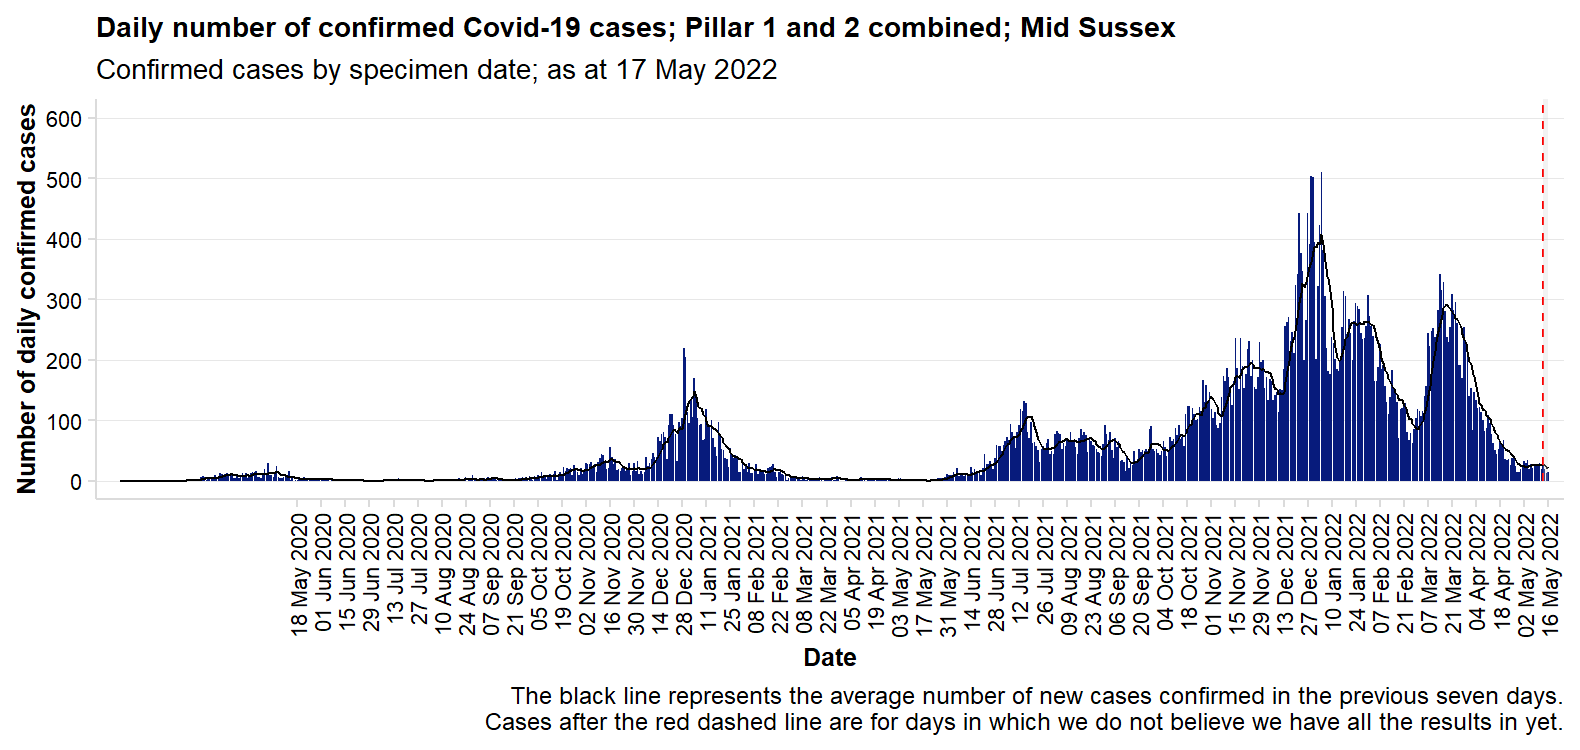 Daily number of confirmed Covid-19 cases; Pillar 1 and 2 combined; Mid Sussex
Confirmed cases by specimen date; as at 17 May 2022
Number of daily confirmed cases
600
500
400
300
200
100
0
18 May 2020
01 Jun 2020
15 Jun 2020
29 Jun 2020
13 Jul 2020
27 Jul 2020
10 Aug 2020
24 Aug 2020
07 Sep 2020
21 Sep 2020
05 Oct 2020
19 Oct 2020
02 Nov 2020
16 Nov 2020
30 Nov 2020
14 Dec 2020
28 Dec 2020
11 Jan 2021
25 Jan 2021
08 Feb 2021
22 Feb 2021
08 Mar 2021
22 Mar 2021
05 Apr 2021
19 Apr 2021
03 May 2021
17 May 2021
31 May 2021
14 Jun 2021
28 Jun 2021
12 Jul 2021
26 Jul 2021
09 Aug 2021
23 Aug 2021
06 Sep 2021
20 Sep 2021
04 Oct 2021
18 Oct 2021
01 Nov 2021
15 Nov 2021
29 Nov 2021
13 Dec 2021
27 Dec 2021
10 Jan 2022
24 Jan 2022
07 Feb 2022
21 Feb 2022
07 Mar 2022
21 Mar 2022
04 Apr 2022
18 Apr 2022
02 May 2022
16 May 2022
Date
The black line represents the average number of new cases confirmed in the previous seven days.
Cases after the red dashed line are for days in which we do not believe we have all the results in yet.